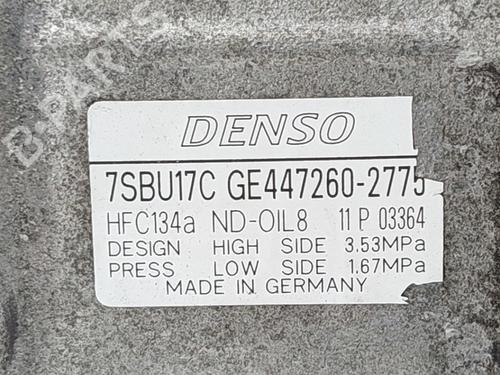 B-PARTS
DENSO
7SBU17C GE447260-2775
HFC134a ND-OIL8 11 P 03364
DESIGN HIGH SIDE 3.53MPa
PRESS LOW SIDE 1.67MPa
MADE IN GERMANY